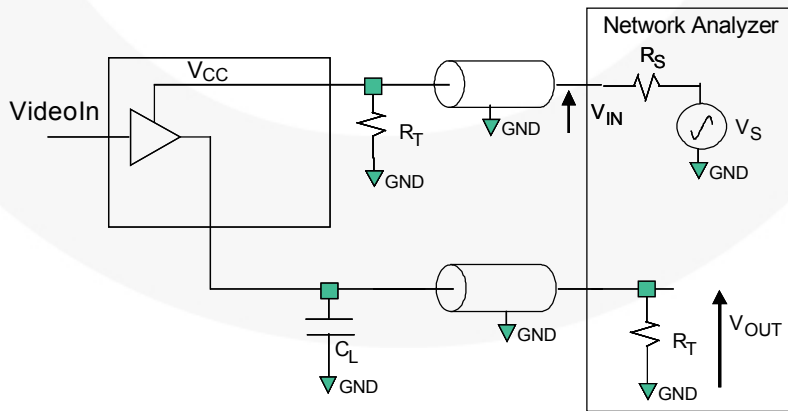 Network Analyzer
VCC
RS
VideoIn
RT
GND
VIN
VS
GND
GND
GND
CL
RT
VOUT
GND
GND